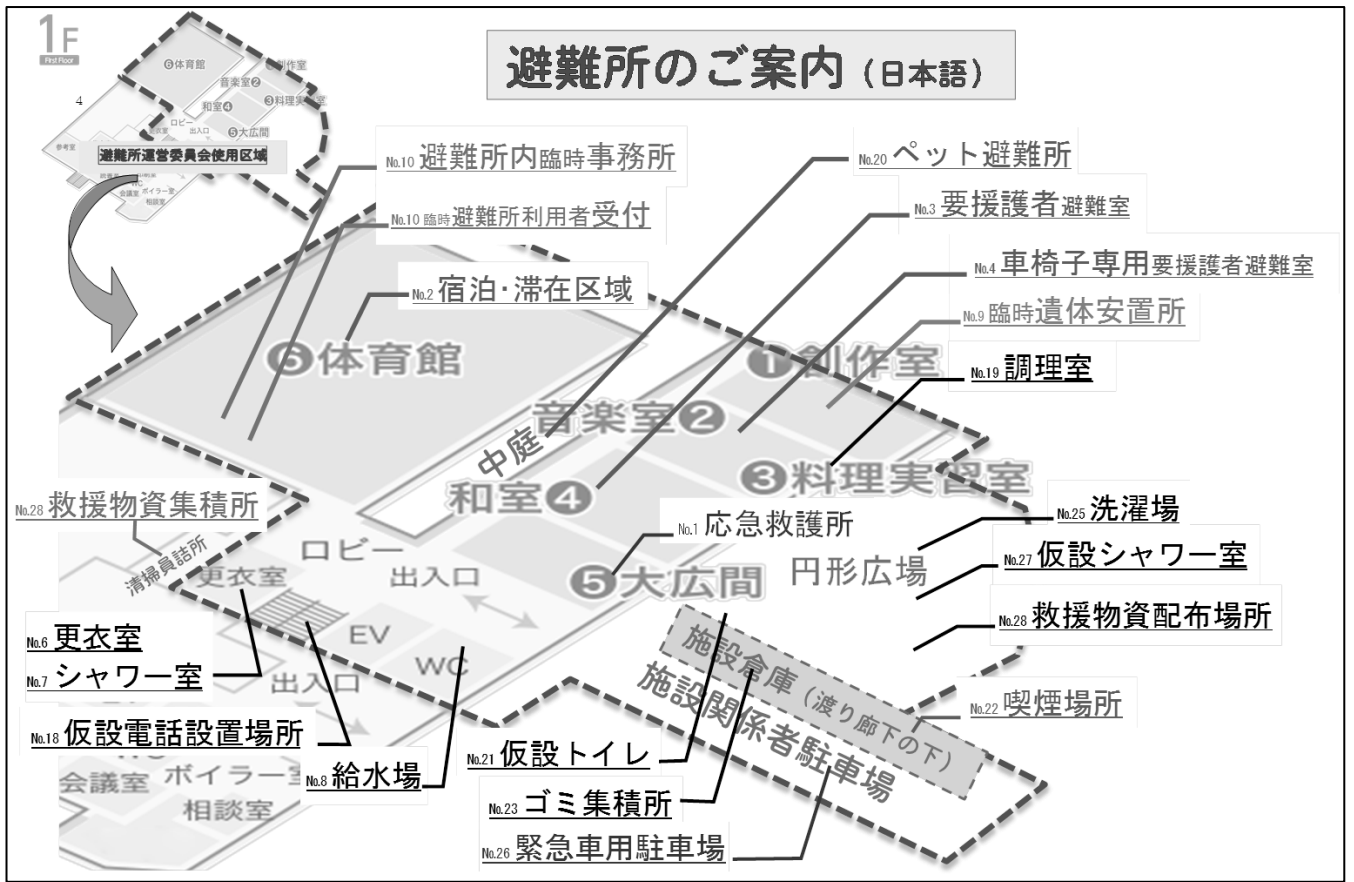 1F
First Floor
避難所のご案内（日本語）
⑥体育館
創作室
音楽室②
③料理実習室
和室④
⑤大広間
ロビー
出入口
更衣室
4
参考室
避難所運営委員会使用区域
WC
会議室
ボイラー室
相談室
No.10 避難所内臨時事務所
No.10 臨時避難所利用者受付
No.2 宿泊・滞在区域
No.20 ペット避難所
No.3 要援護者避難室
No.4 車椅子専用要援護者避難室
No.9 臨時遺体安置所
No.19 調理室
⑥体育館
①創作室
音楽室②
中庭
③料理実習室
和室④
No.28 救援物資集積所
清掃員詰所
No.1 応急救護所
No.25 洗濯場
No.27 仮設シャワー室
No.28 救援物資配布場所
ロビー
更衣室
出入口
⑤大広間
円形広場
EV
WC
出入口
No.6 更衣室
No.7 シャワー室
No.18 仮設電話設置場所
No.8 給水場
施設倉庫（渡り廊下の下）
施設関係者駐車場
No.22 喫煙場所
No.21 仮設トイレ
No.23 ゴミ集積所
No.26 緊急車用駐車場
会議室
ボイラー室
相談室